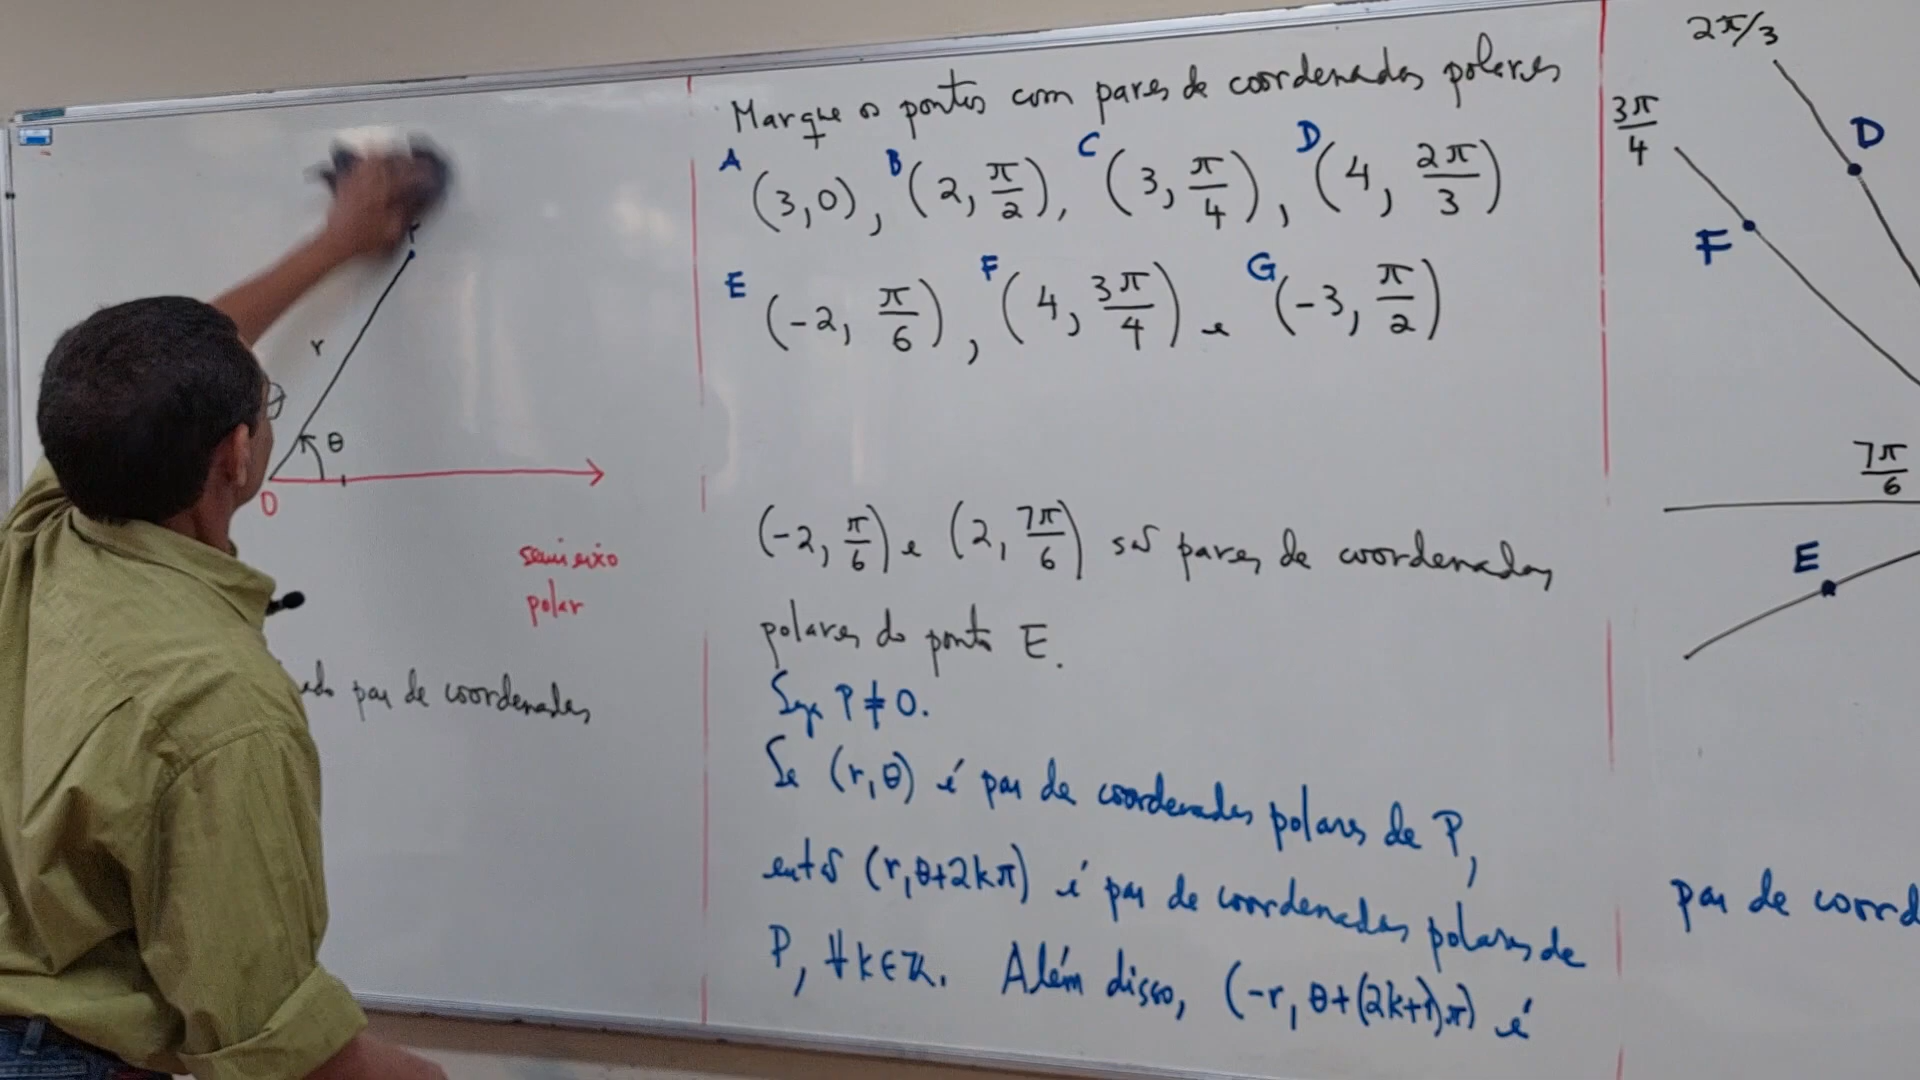 r
θ
O
semi eixo
polar
par de coordenadas
Marque os pontos com pares de coordenadas polares
A (3,0), B (2, π/2), C (3, π/4), D (4, 2π/3)
E (-2, π/6), F (4, 3π/4) e G (-3, π/2)
(-2, π/6) e (2, 7π/6) são pares de coordenadas
polares do ponto E.
Seja P ≠ O.
Se (r, θ) é par de coordenadas polares de P,
então (r, θ+2kπ) é par de coordenadas polares de
P, ∀k∈ℤ. Além disso, (-r, θ+(2k+1)π) é
2π/3
3π/4
D
F
7π/6
E
par de coord